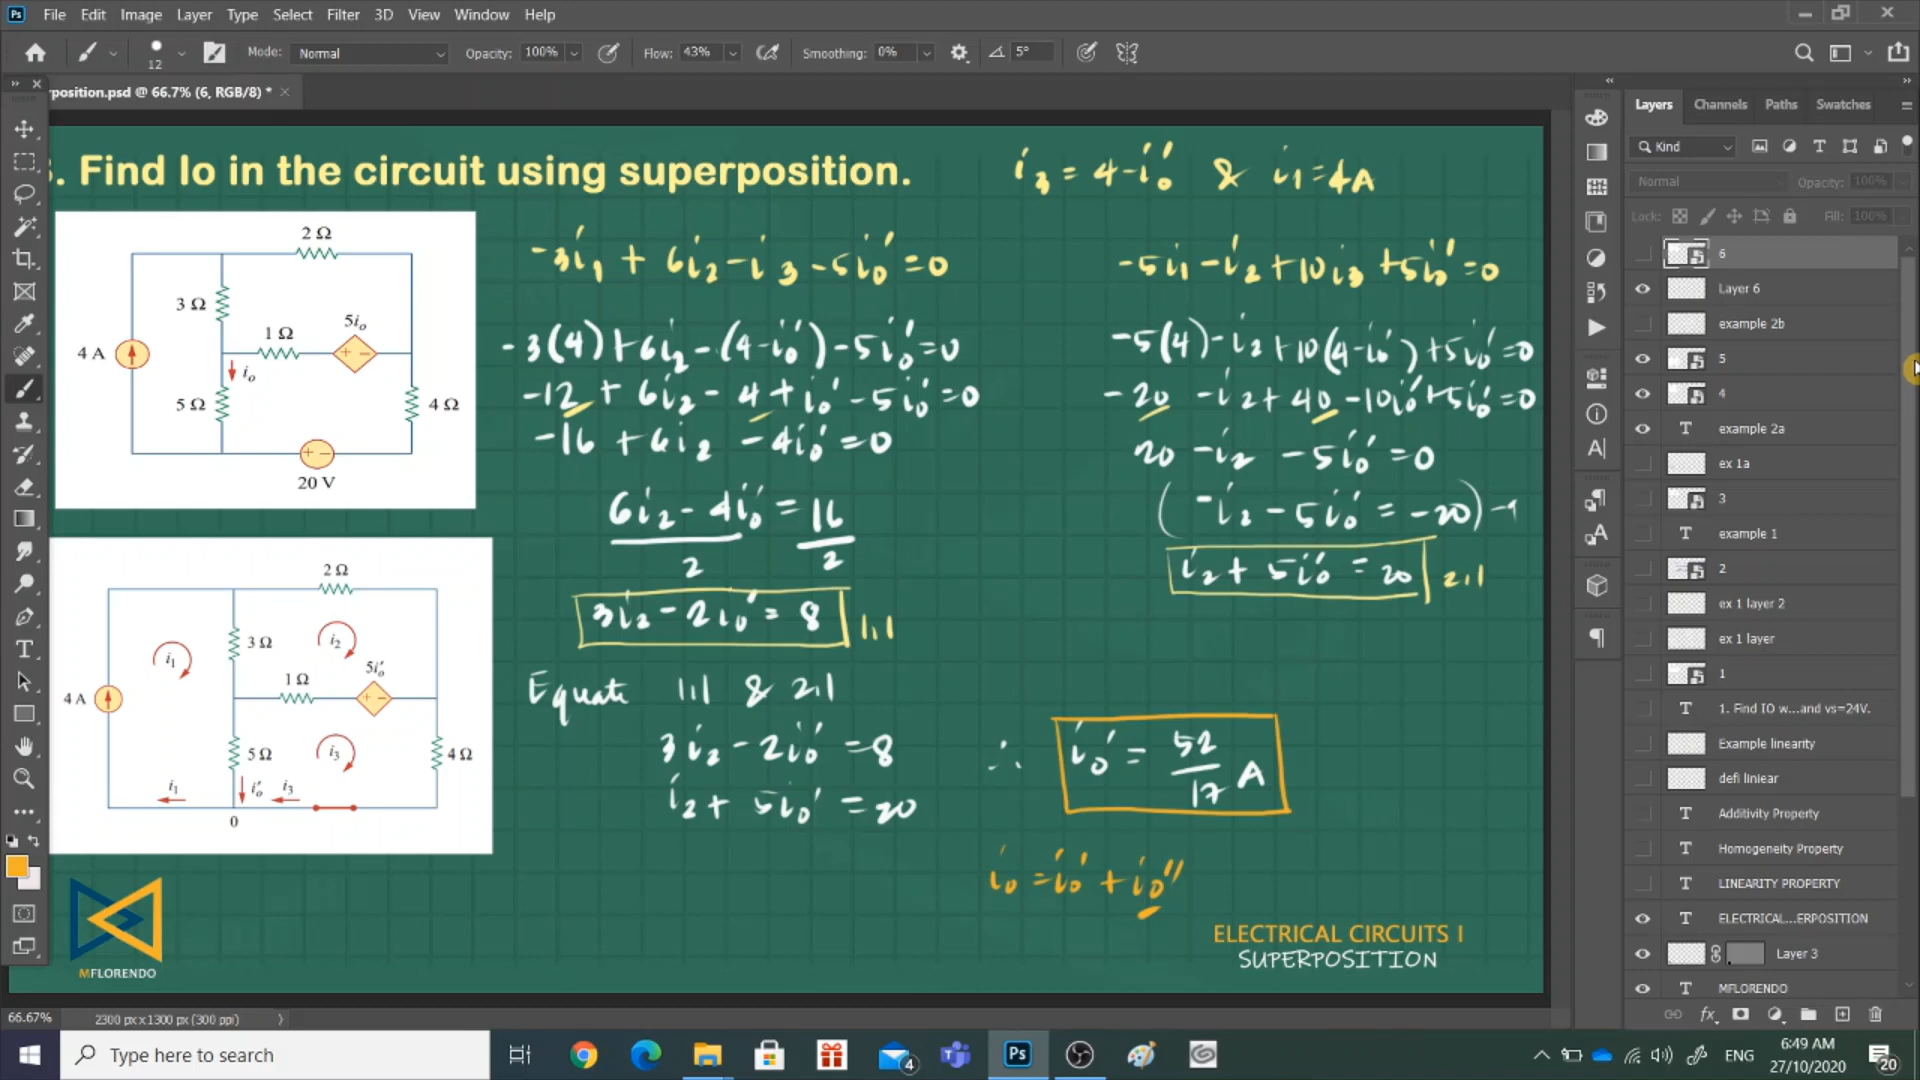 File Edit Image Layer Type Select Filter 3D View Window Help
12 Mode: Normal Opacity: 100% Flow: 43% Smoothing: 0% 5°
position.psd @ 66.7% (6, RGB/8) *
. Find Io in the circuit using superposition.
i3 = 4 - i0' & i1 = 4A
2 Ω
3 Ω
1 Ω
5io
4 A
io
5 Ω
4 Ω
20 V
-3i1 + 6i2 - i3 - 5i0' = 0
-3(4) + 6i2 - (4 - i0') - 5i0' = 0
-12 + 6i2 - 4 + i0' - 5i0' = 0
-16 + 6i2 - 4i0' = 0
6i2 - 4i0' = 16
2 2
3i2 - 2i0' = 8 1.1
Equate 1.1 & 2.1
3i2 - 2i0' = 8
i2 + 5i0' = 20
-5i1 - i2 + 10i3 + 5i0' = 0
-5(4) - i2 + 10(4 - i0') + 5i0' = 0
-20 - i2 + 40 - 10i0' + 5i0' = 0
20 - i2 - 5i0' = 0
(-i2 - 5i0' = -20) -1
i2 + 5i0' = 20 2.1
∴ i0' = 52/17 A
i0 = i0' + i0''
2 Ω
3 Ω
i1
i2
5i'o
1 Ω
4 A
5 Ω
i3
4 Ω
i1
i'o
i3
0
MFLORENDO
ELECTRICAL CIRCUITS I
SUPERPOSITION
66.67% 2300 px x 1300 px (300 ppi)
Layers Channels Paths Swatches
Kind
Normal Opacity: 100%
Lock: Fill: 100%
6
Layer 6
example 2b
5
4
example 2a
ex 1a
3
example 1
2
ex 1 layer 2
ex 1 layer
1
1. Find IO w...and vs=24V.
Example linearity
defi liniear
Additivity Property
Homogeneity Property
LINEARITY PROPERTY
ELECTRICAL...ERPOSITION
Layer 3
MFLORENDO
Type here to search
4
Ps
ENG
6:49 AM
27/10/2020
20